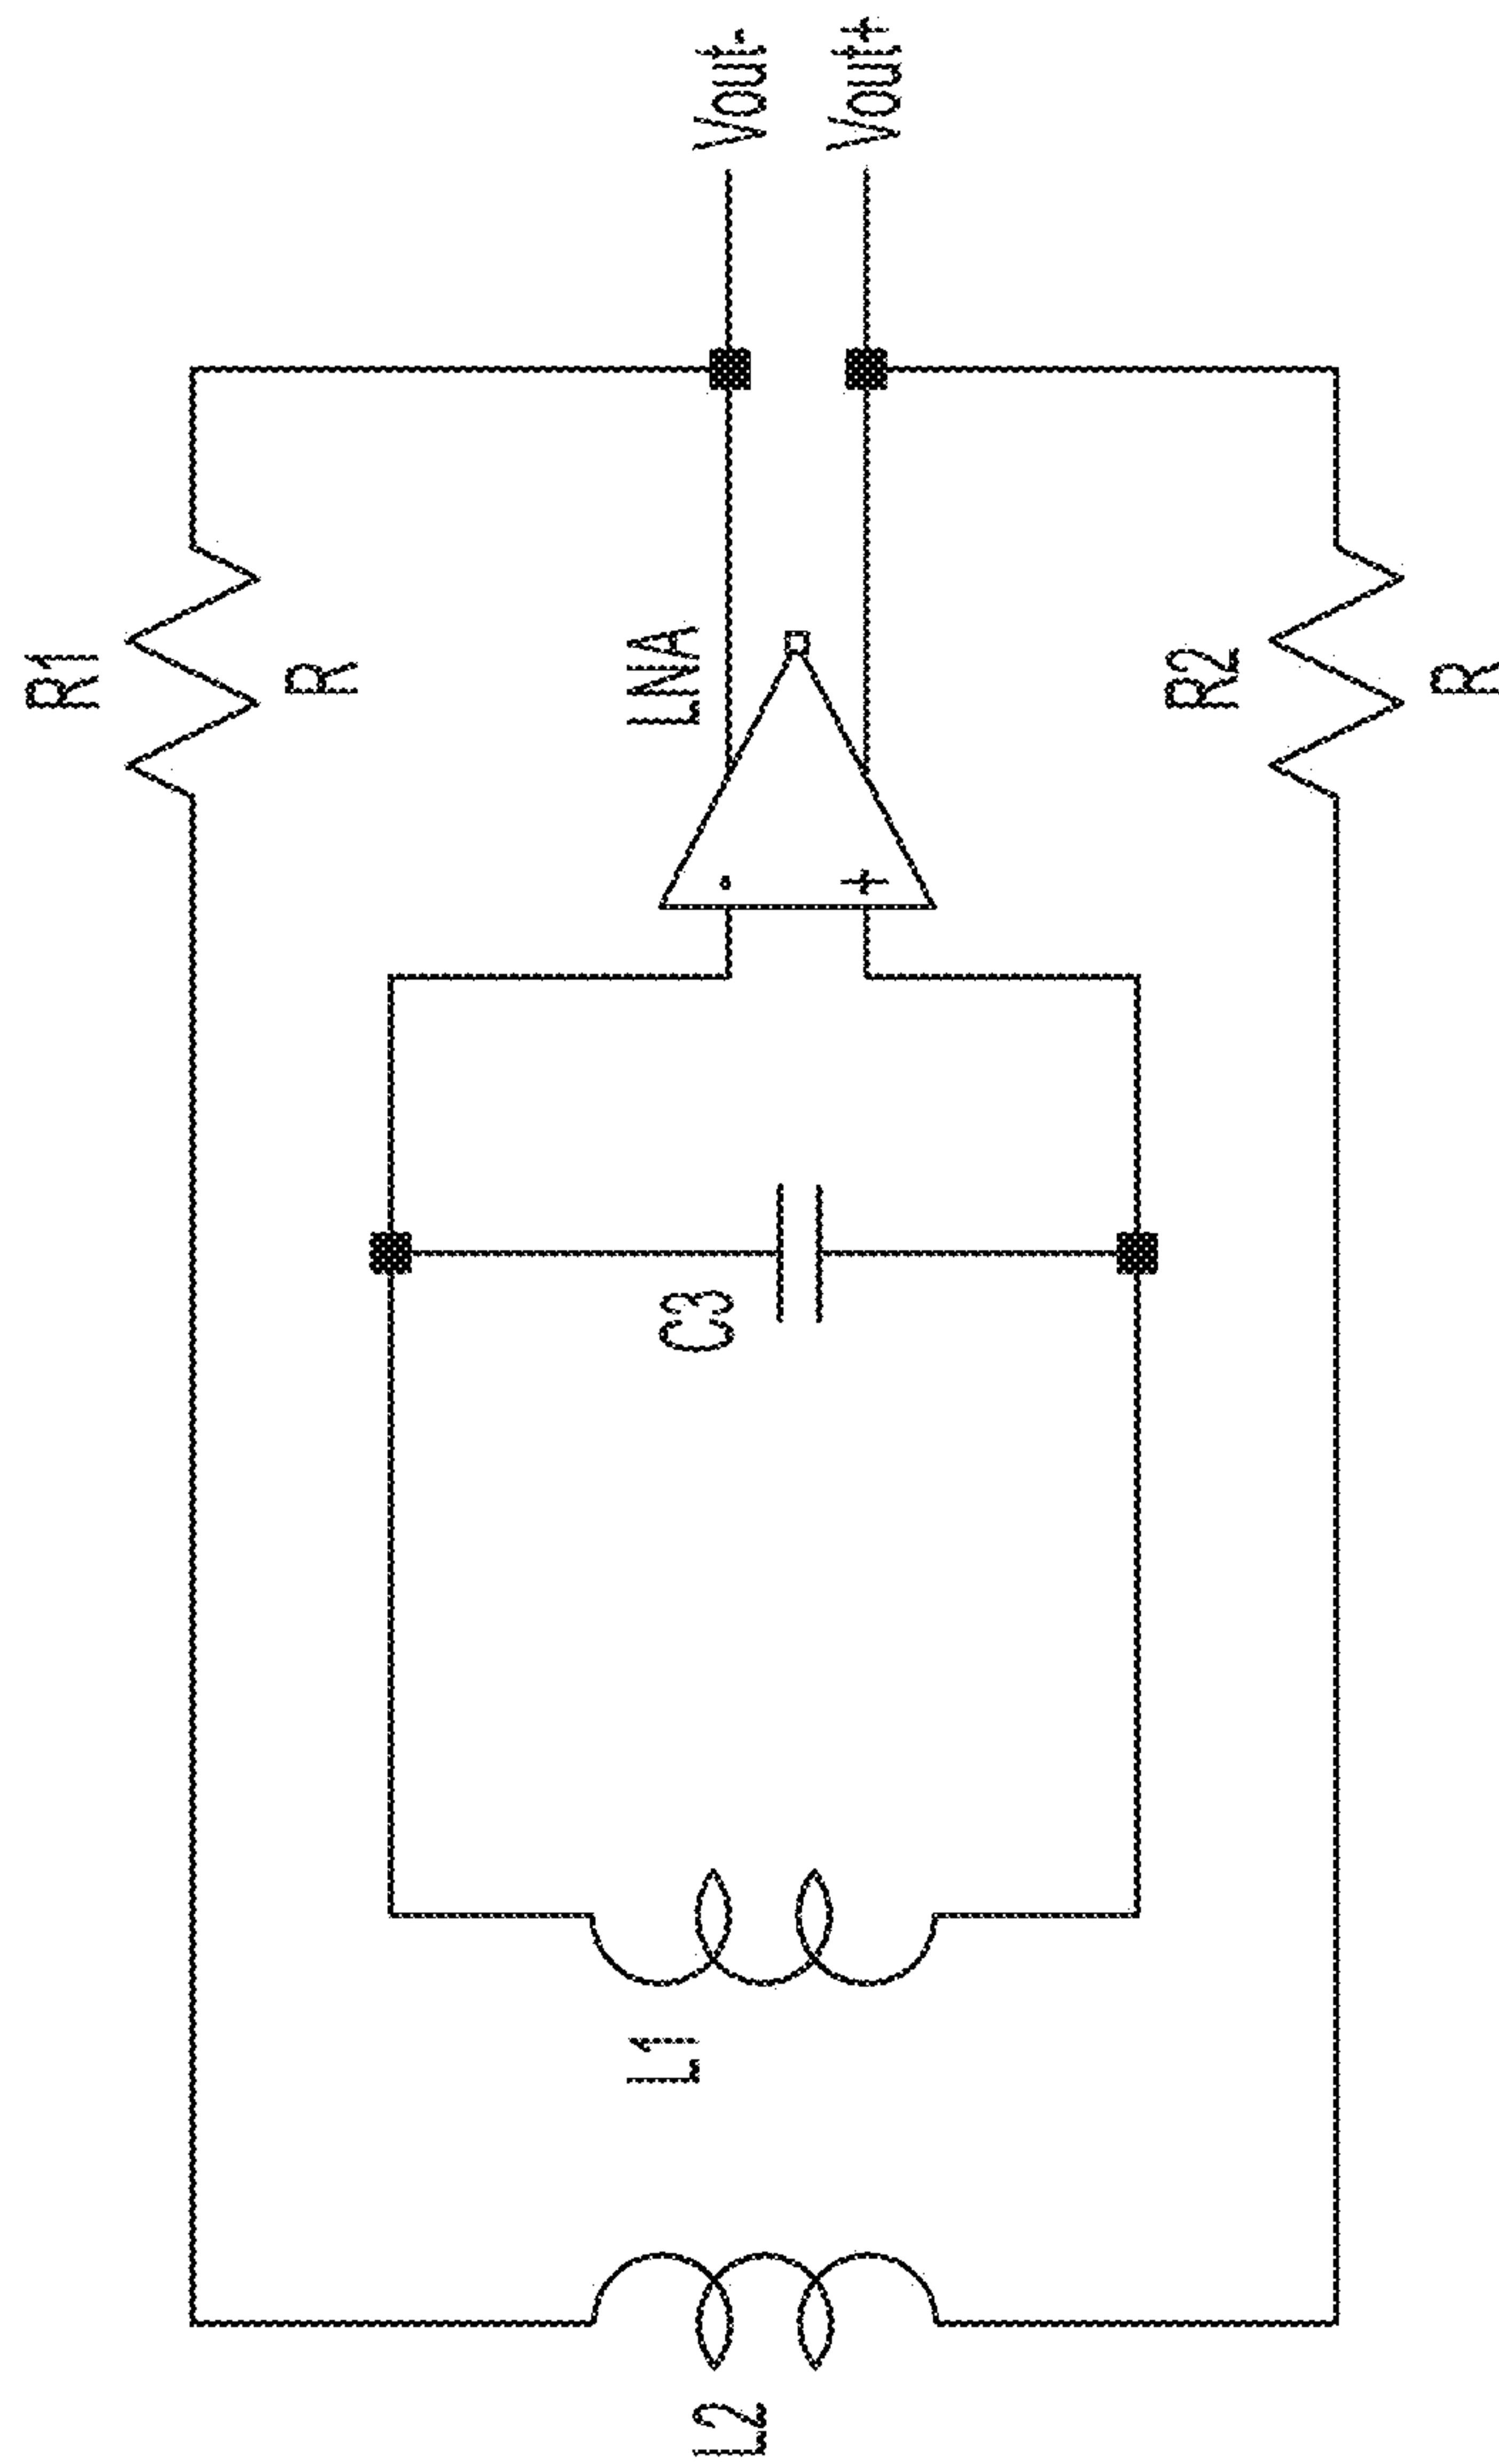 R1
R
LNA
-
+
Vout-
Vout+
C3
L1
L2
R2
R